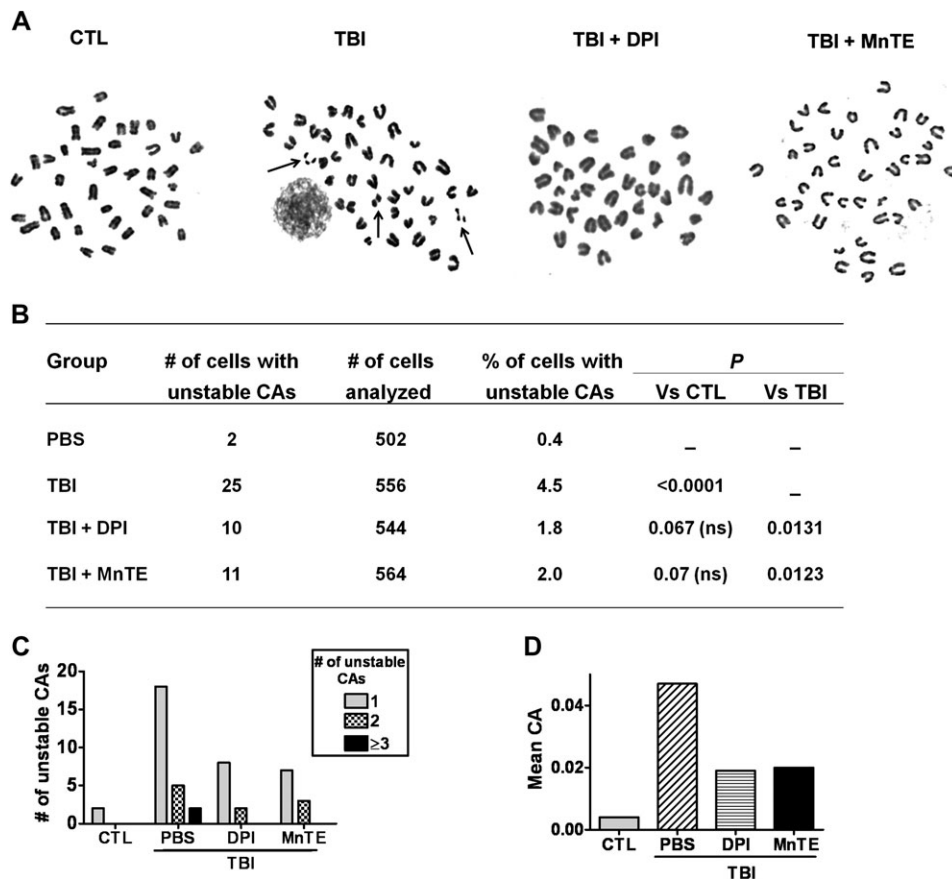 A
CTL TBI TBI + DPI TBI + MnTE
B
Group # of cells with # of cells % of cells with P
unstable CAs analyzed unstable CAs Vs CTL Vs TBI
PBS 2 502 0.4 – –
TBI 25 556 4.5 <0.0001 –
TBI + DPI 10 544 1.8 0.067 (ns) 0.0131
TBI + MnTE 11 564 2.0 0.07 (ns) 0.0123
C
# of unstable CAs
20
15
10
5
0
CTL PBS DPI MnTE
TBI
# of unstable
CAs
1
2
≥3
D
Mean CA
0.04
0.02
0.00
CTL PBS DPI MnTE
TBI